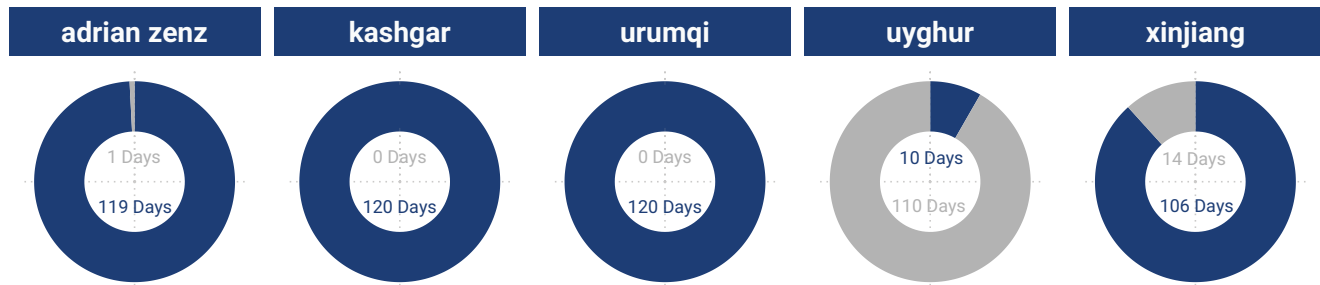 adrian zenz
kashgar
urumqi
uyghur
xinjiang
1 Days
119 Days
0 Days
120 Days
0 Days
120 Days
10 Days
110 Days
14 Days
106 Days